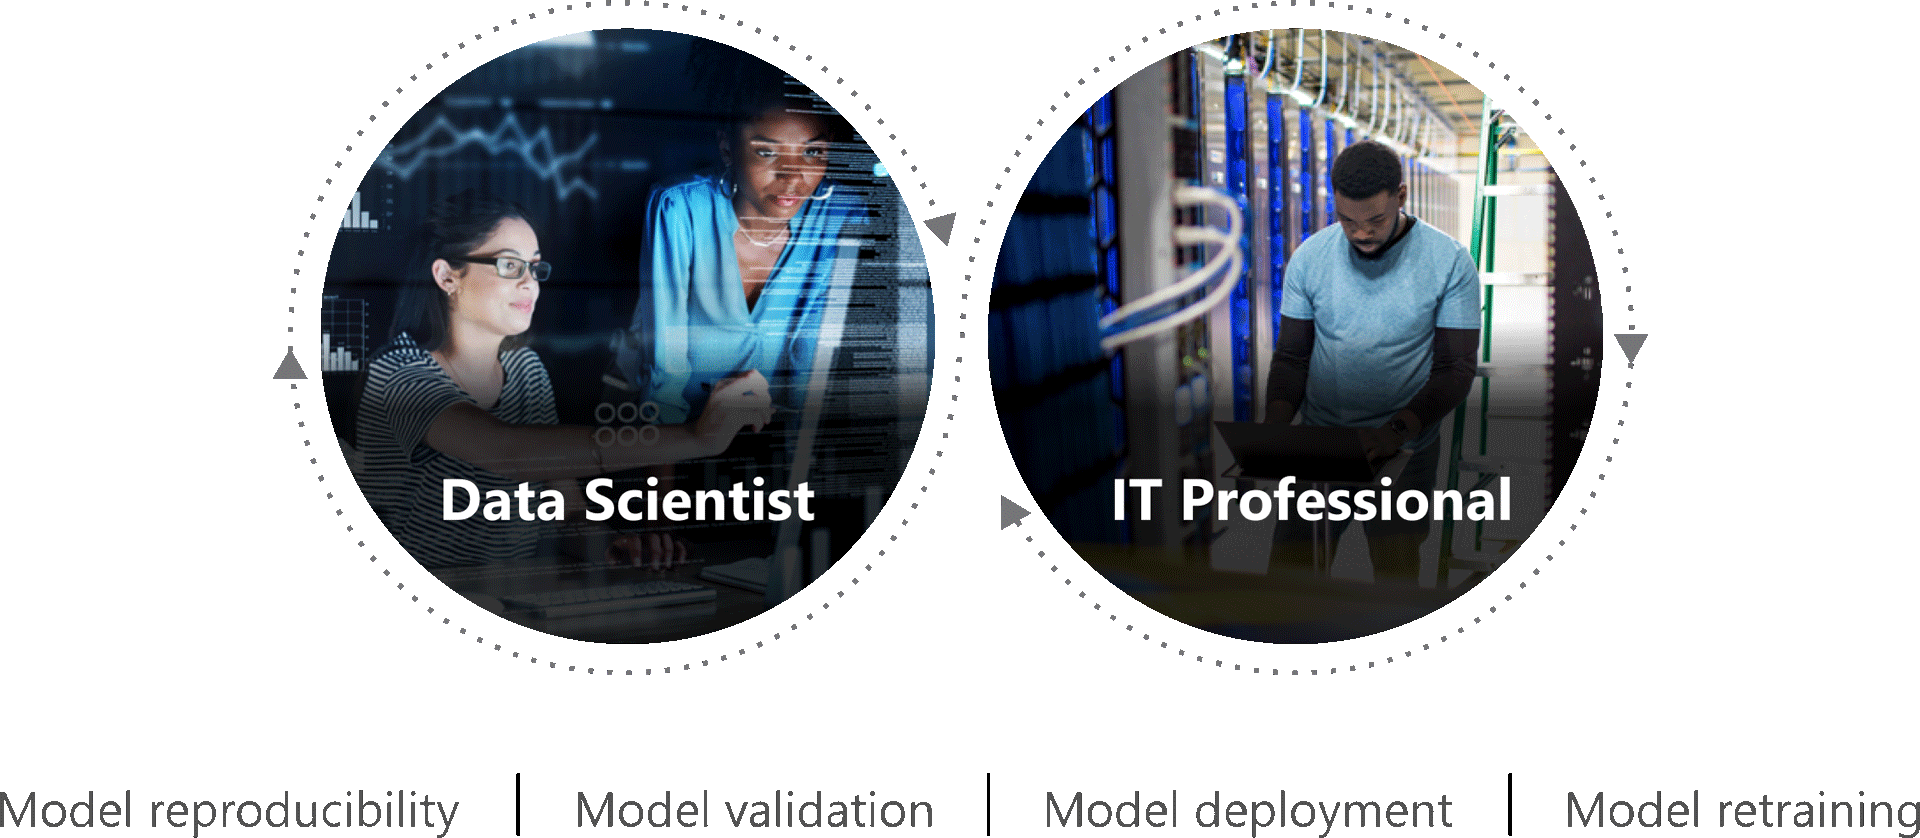 Data Scientist
IT Professional
Model reproducibility
Model validation
Model deployment
Model retraining